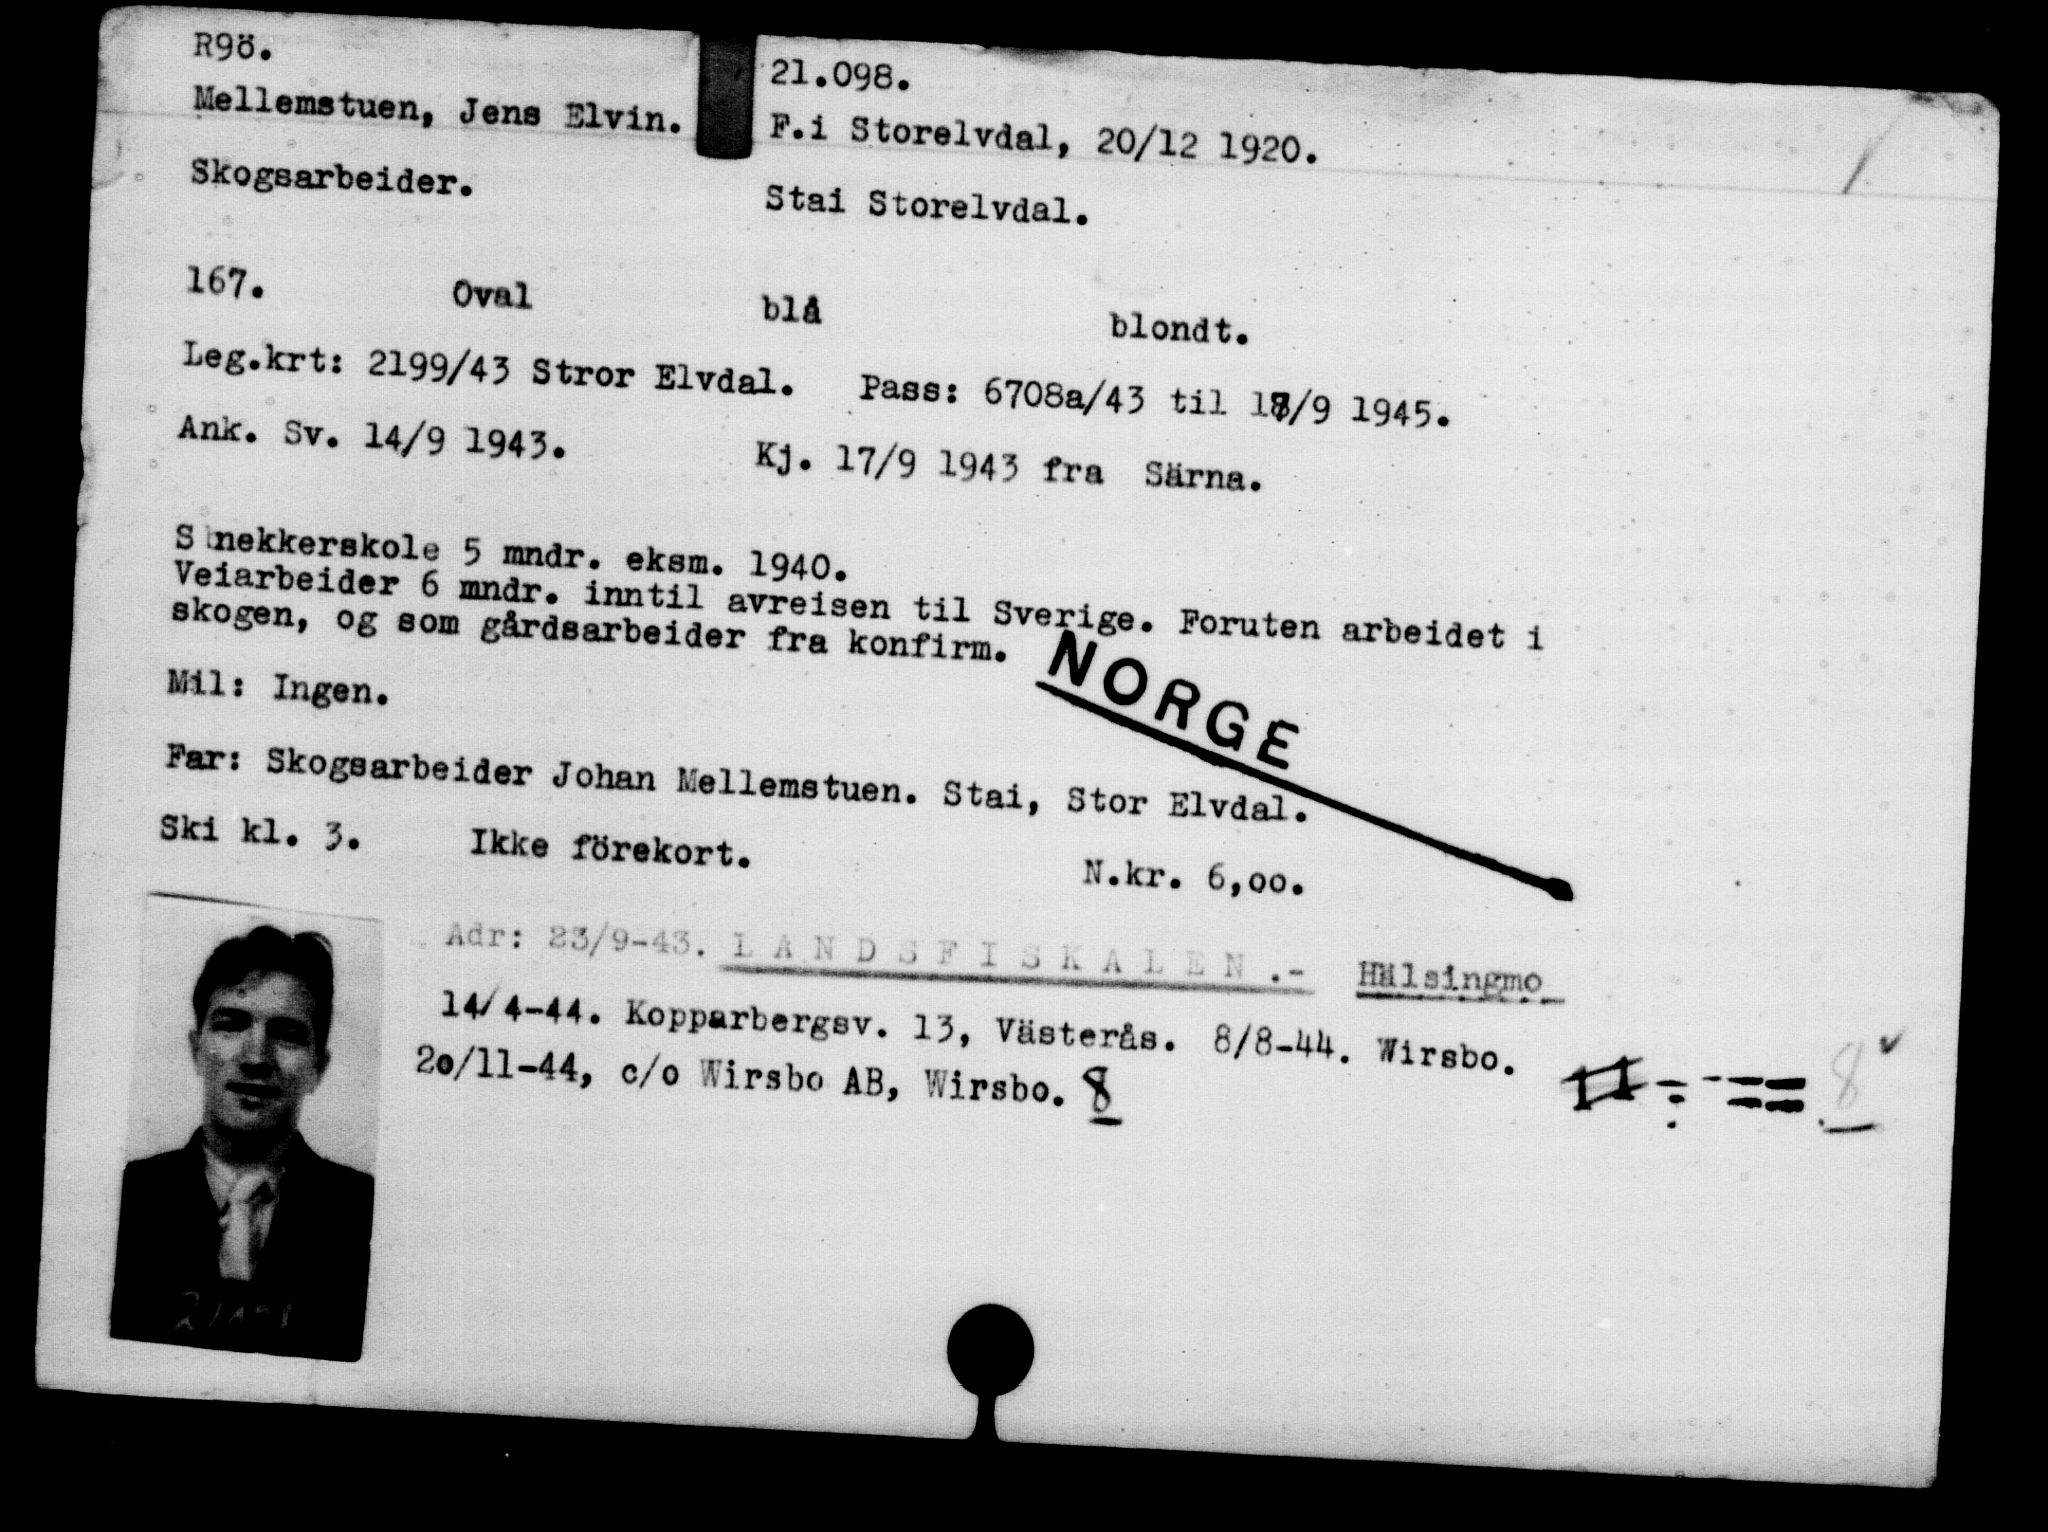 R9ö.
21.098.
Mellemstuen, Jens Elvin.
F.i Storelvdal, 20/12 1920.
Skogsarbeider.
Stai Storelvdal.
167. Oval blå blondt.
Leg.krt: 2199/43 Stror Elvdal. Pass: 6708a/43 til /9 1945.
Ank. Sv. 14/9 1943. Kj. 17/9 1943 fra Särna.
S nekkerskole 5 mndr. eksm. 1940.
Veiarbeider 6 mndr. inntil avreisen til Sverige. Foruten arbeidet i
skogen, og som gårdsarbeider fra konfirm.
NORGE
Mil: Ingen.
Far: Skogsarbeider Johan Mellemstuen. Stai, Stor Elvdal.
Ski kl. 3. Ikke förekort. N.kr. 6,oo.
Adr: 23/9-43. L A N D S F I S K A L E N .- Hälsingmo
14/4-44. Kopparbergsv. 13, Västerås. 8/8-44. Wirsbo.
2o/11-44, c/o Wirsbo AB, Wirsbo. 8
8